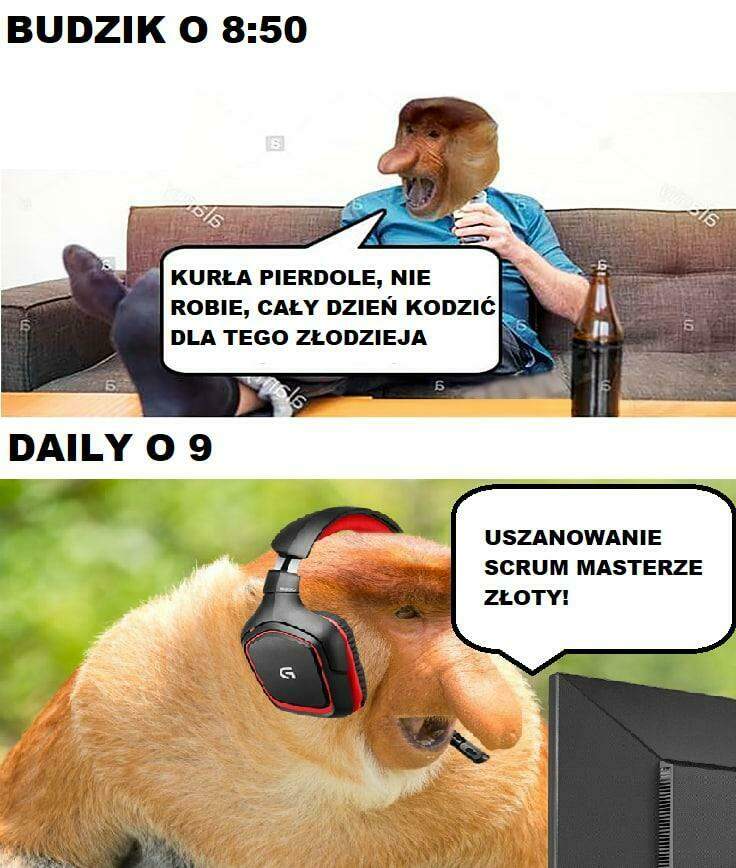 BUDZIK O 8:50
KURŁA PIERDOLE, NIE
ROBIE, CAŁY DZIEŃ KODZIĆ
DLA TEGO ZŁODZIEJA
DAILY O 9
USZANOWANIE
SCRUM MASTERZE
ZŁOTY!